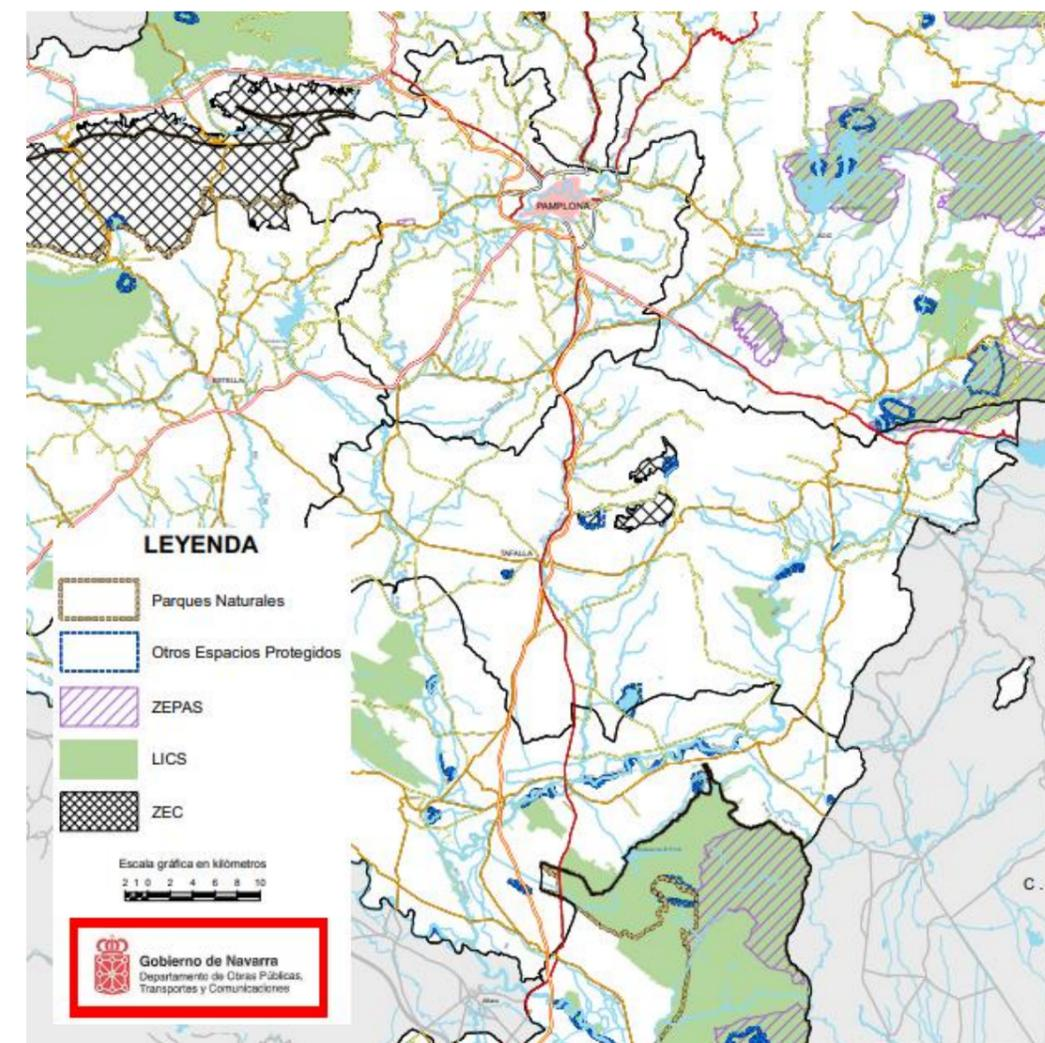 PAMPLONA
ESTELLA
TAFALLA
C.
LEYENDA
Parques Naturales
Otros Espacios Protegidos
ZEPAS
LICS
ZEC
Escala gráfica en kilómetros
2 1 0 2 4 6 8 10
Gobierno de Navarra
Departamento de Obras Públicas,
Transportes y Comunicaciones